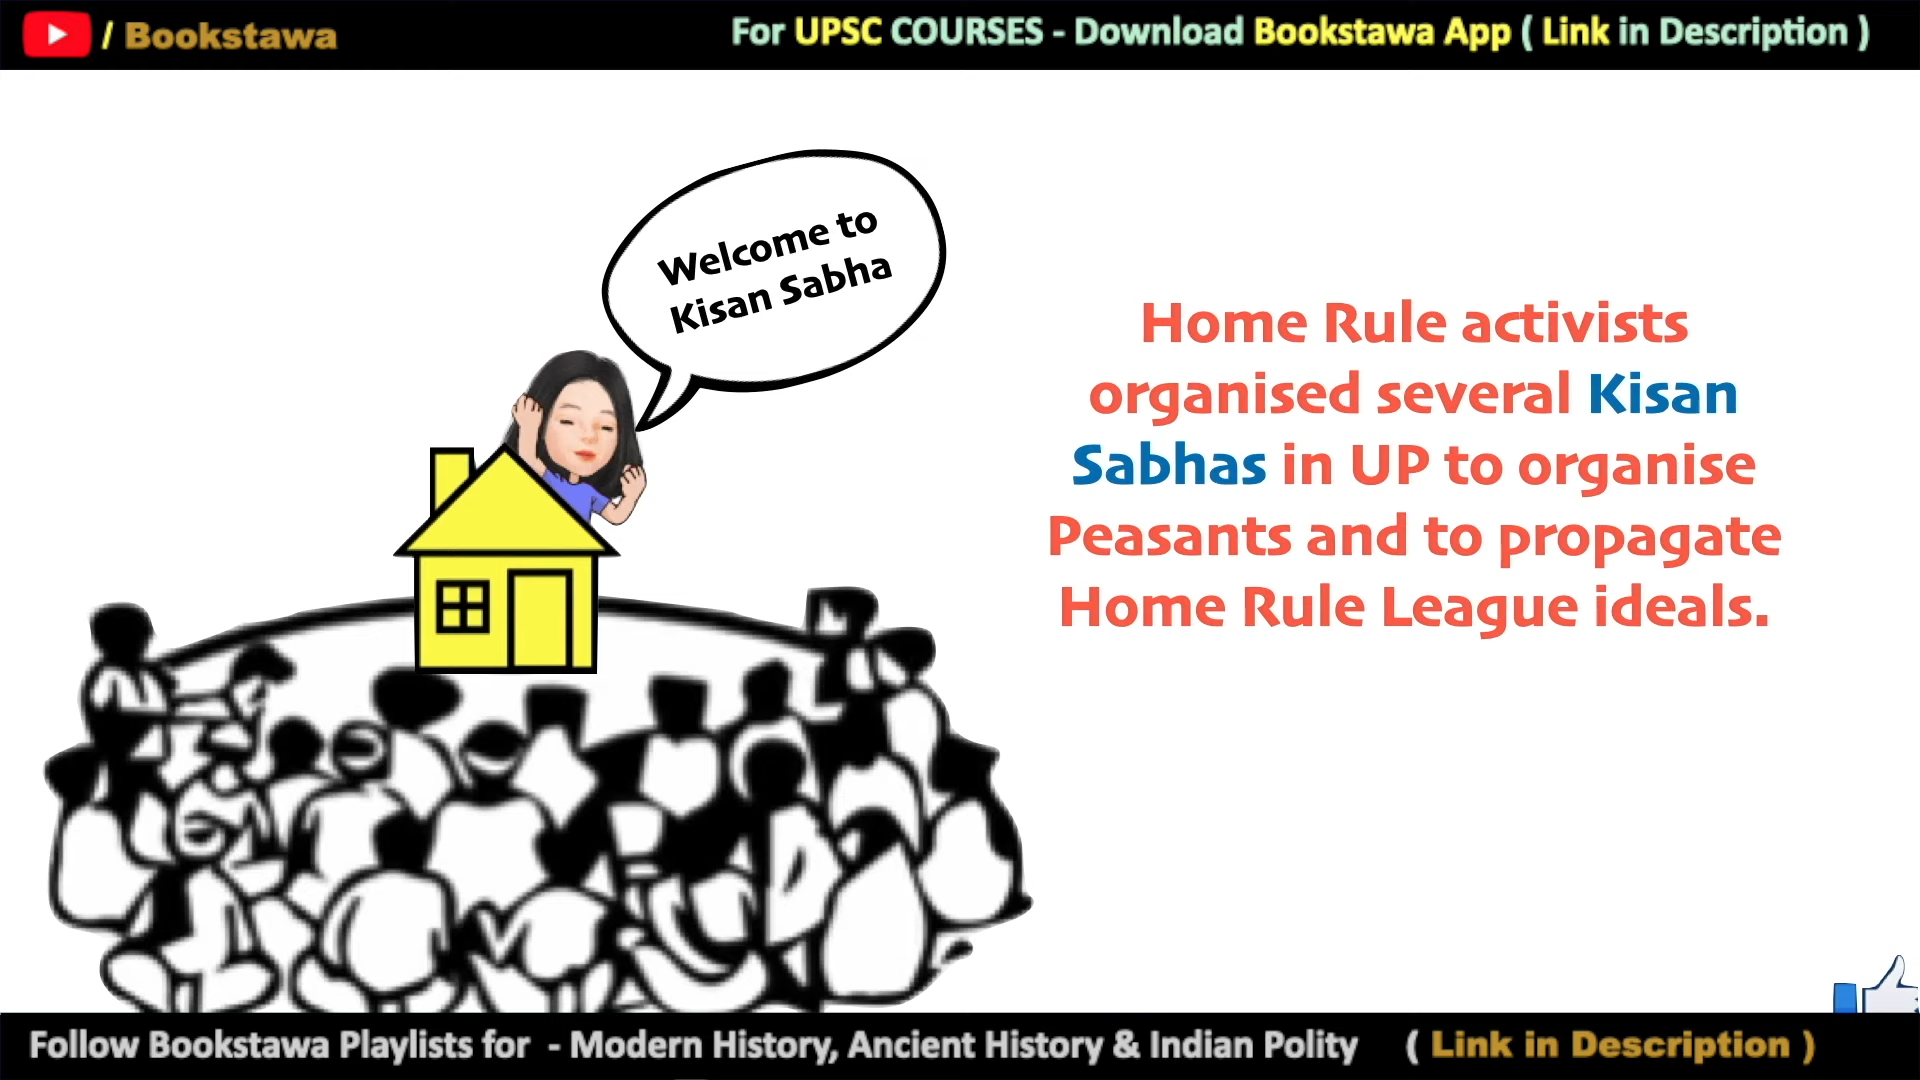 / Bookstawa
For UPSC COURSES - Download Bookstawa App ( Link in Description )
Welcome to
Kisan Sabha
Home Rule activists
organised several Kisan
Sabhas in UP to organise
Peasants and to propagate
Home Rule League ideals.
Follow Bookstawa Playlists for - Modern History, Ancient History & Indian Polity ( Link in Description )